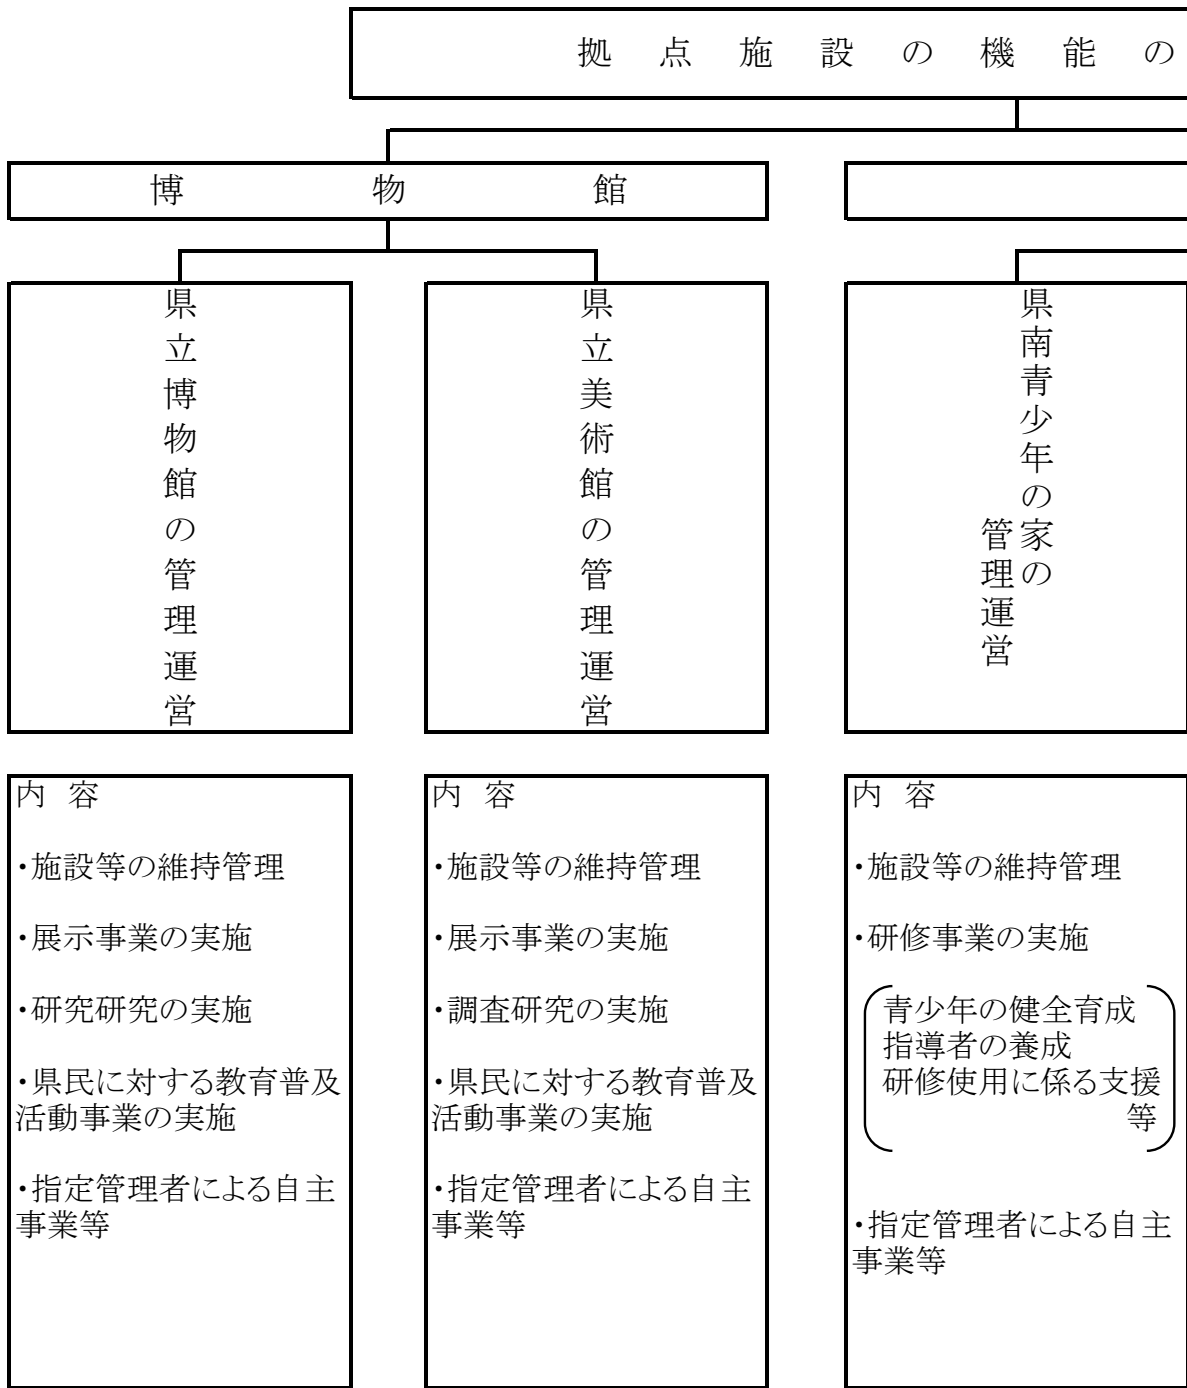 拠点施設の機能の
博物館
県立博物館の管理運営
県立美術館の管理運営
県南青少年の家の
管理運営
内 容
・施設等の維持管理
・展示事業の実施
・研究研究の実施
・県民に対する教育普及
活動事業の実施
・指定管理者による自主
事業等
内 容
・施設等の維持管理
・展示事業の実施
・調査研究の実施
・県民に対する教育普及
活動事業の実施
・指定管理者による自主
事業等
内 容
・施設等の維持管理
・研修事業の実施
青少年の健全育成
指導者の養成
研修使用に係る支援
等
・指定管理者による自主
事業等